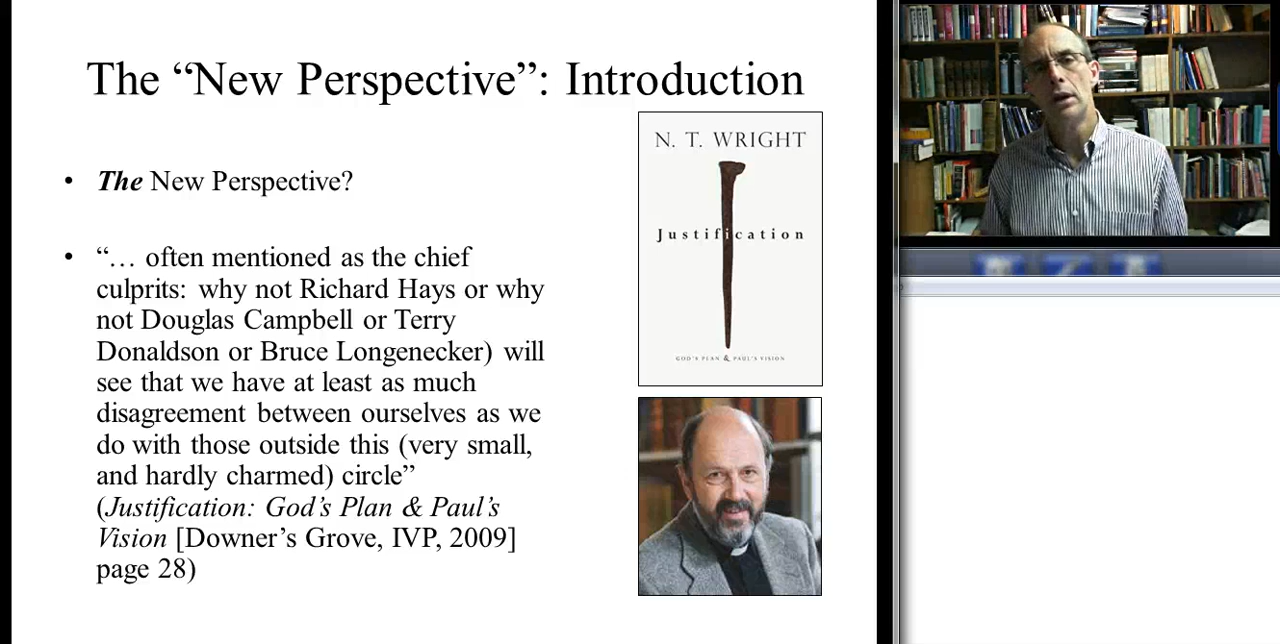 The “New Perspective”: Introduction
• The New Perspective?
• “… often mentioned as the chief
culprits: why not Richard Hays or why
not Douglas Campbell or Terry
Donaldson or Bruce Longenecker) will
see that we have at least as much
disagreement between ourselves as we
do with those outside this (very small,
and hardly charmed) circle”
(Justification: God’s Plan & Paul’s
Vision [Downer’s Grove, IVP, 2009]
page 28)
N. T. WRIGHT
Justification
GOD’S PLAN & PAUL’S VISION